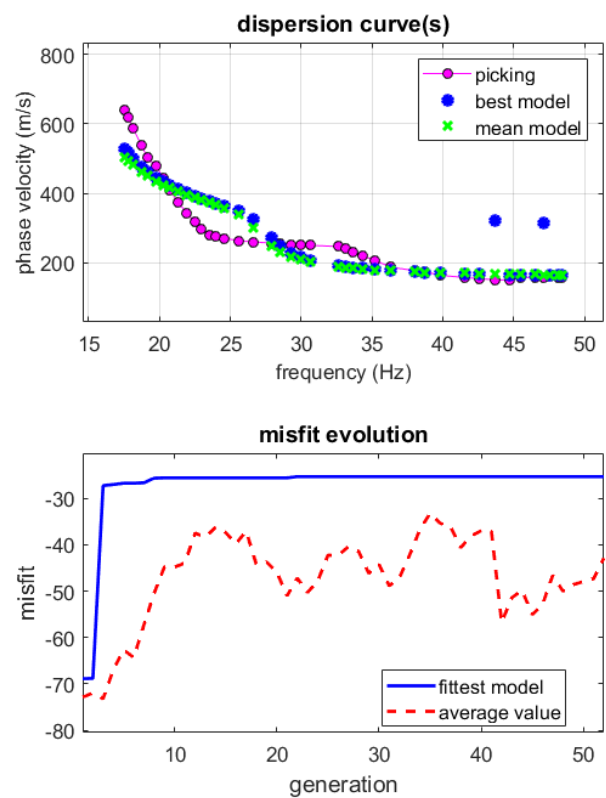 dispersion curve(s)
800
600
400
200
phase velocity (m/s)
picking
best model
mean model
15 20 25 30 35 40 45 50
frequency (Hz)
misfit evolution
-30
-40
-50
-60
-70
-80
misfit
fittest model
average value
10 20 30 40 50
generation